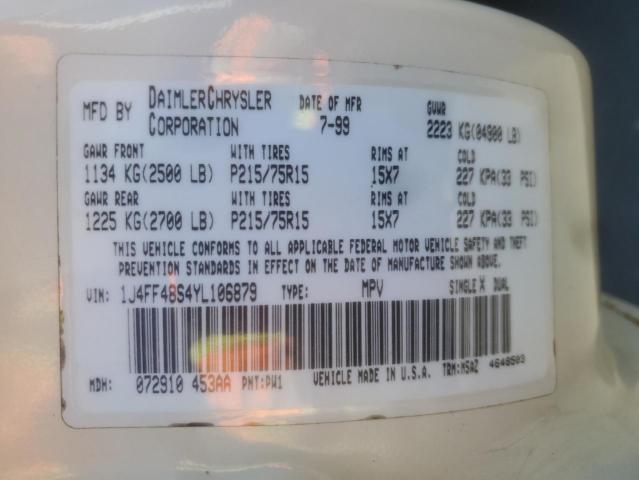 MFD BY DAIMLERCHRYSLER CORPORATION DATE OF MFR 7-99 GVWR 2223 KG(04900 LB)
GAWR FRONT WITH TIRES RIMS AT COLD
1134 KG(2500 LB) P215/75R15 15X7 227 KPA(33 PSI)
GAWR REAR WITH TIRES RIMS AT COLD
1225 KG(2700 LB) P215/75R15 15X7 227 KPA(33 PSI)
THIS VEHICLE CONFORMS TO ALL APPLICABLE FEDERAL MOTOR VEHICLE SAFETY AND THEFT
PREVENTION STANDARDS IN EFFECT ON THE DATE OF MANUFACTURE SHOWN ABOVE.
VIN: 1J4FF48S4YL106879 TYPE: MPV SINGLE X DUAL
MDH: 072910 453AA PNT:PW1 VEHICLE MADE IN U.S.A. TRM:MSAZ 4648503